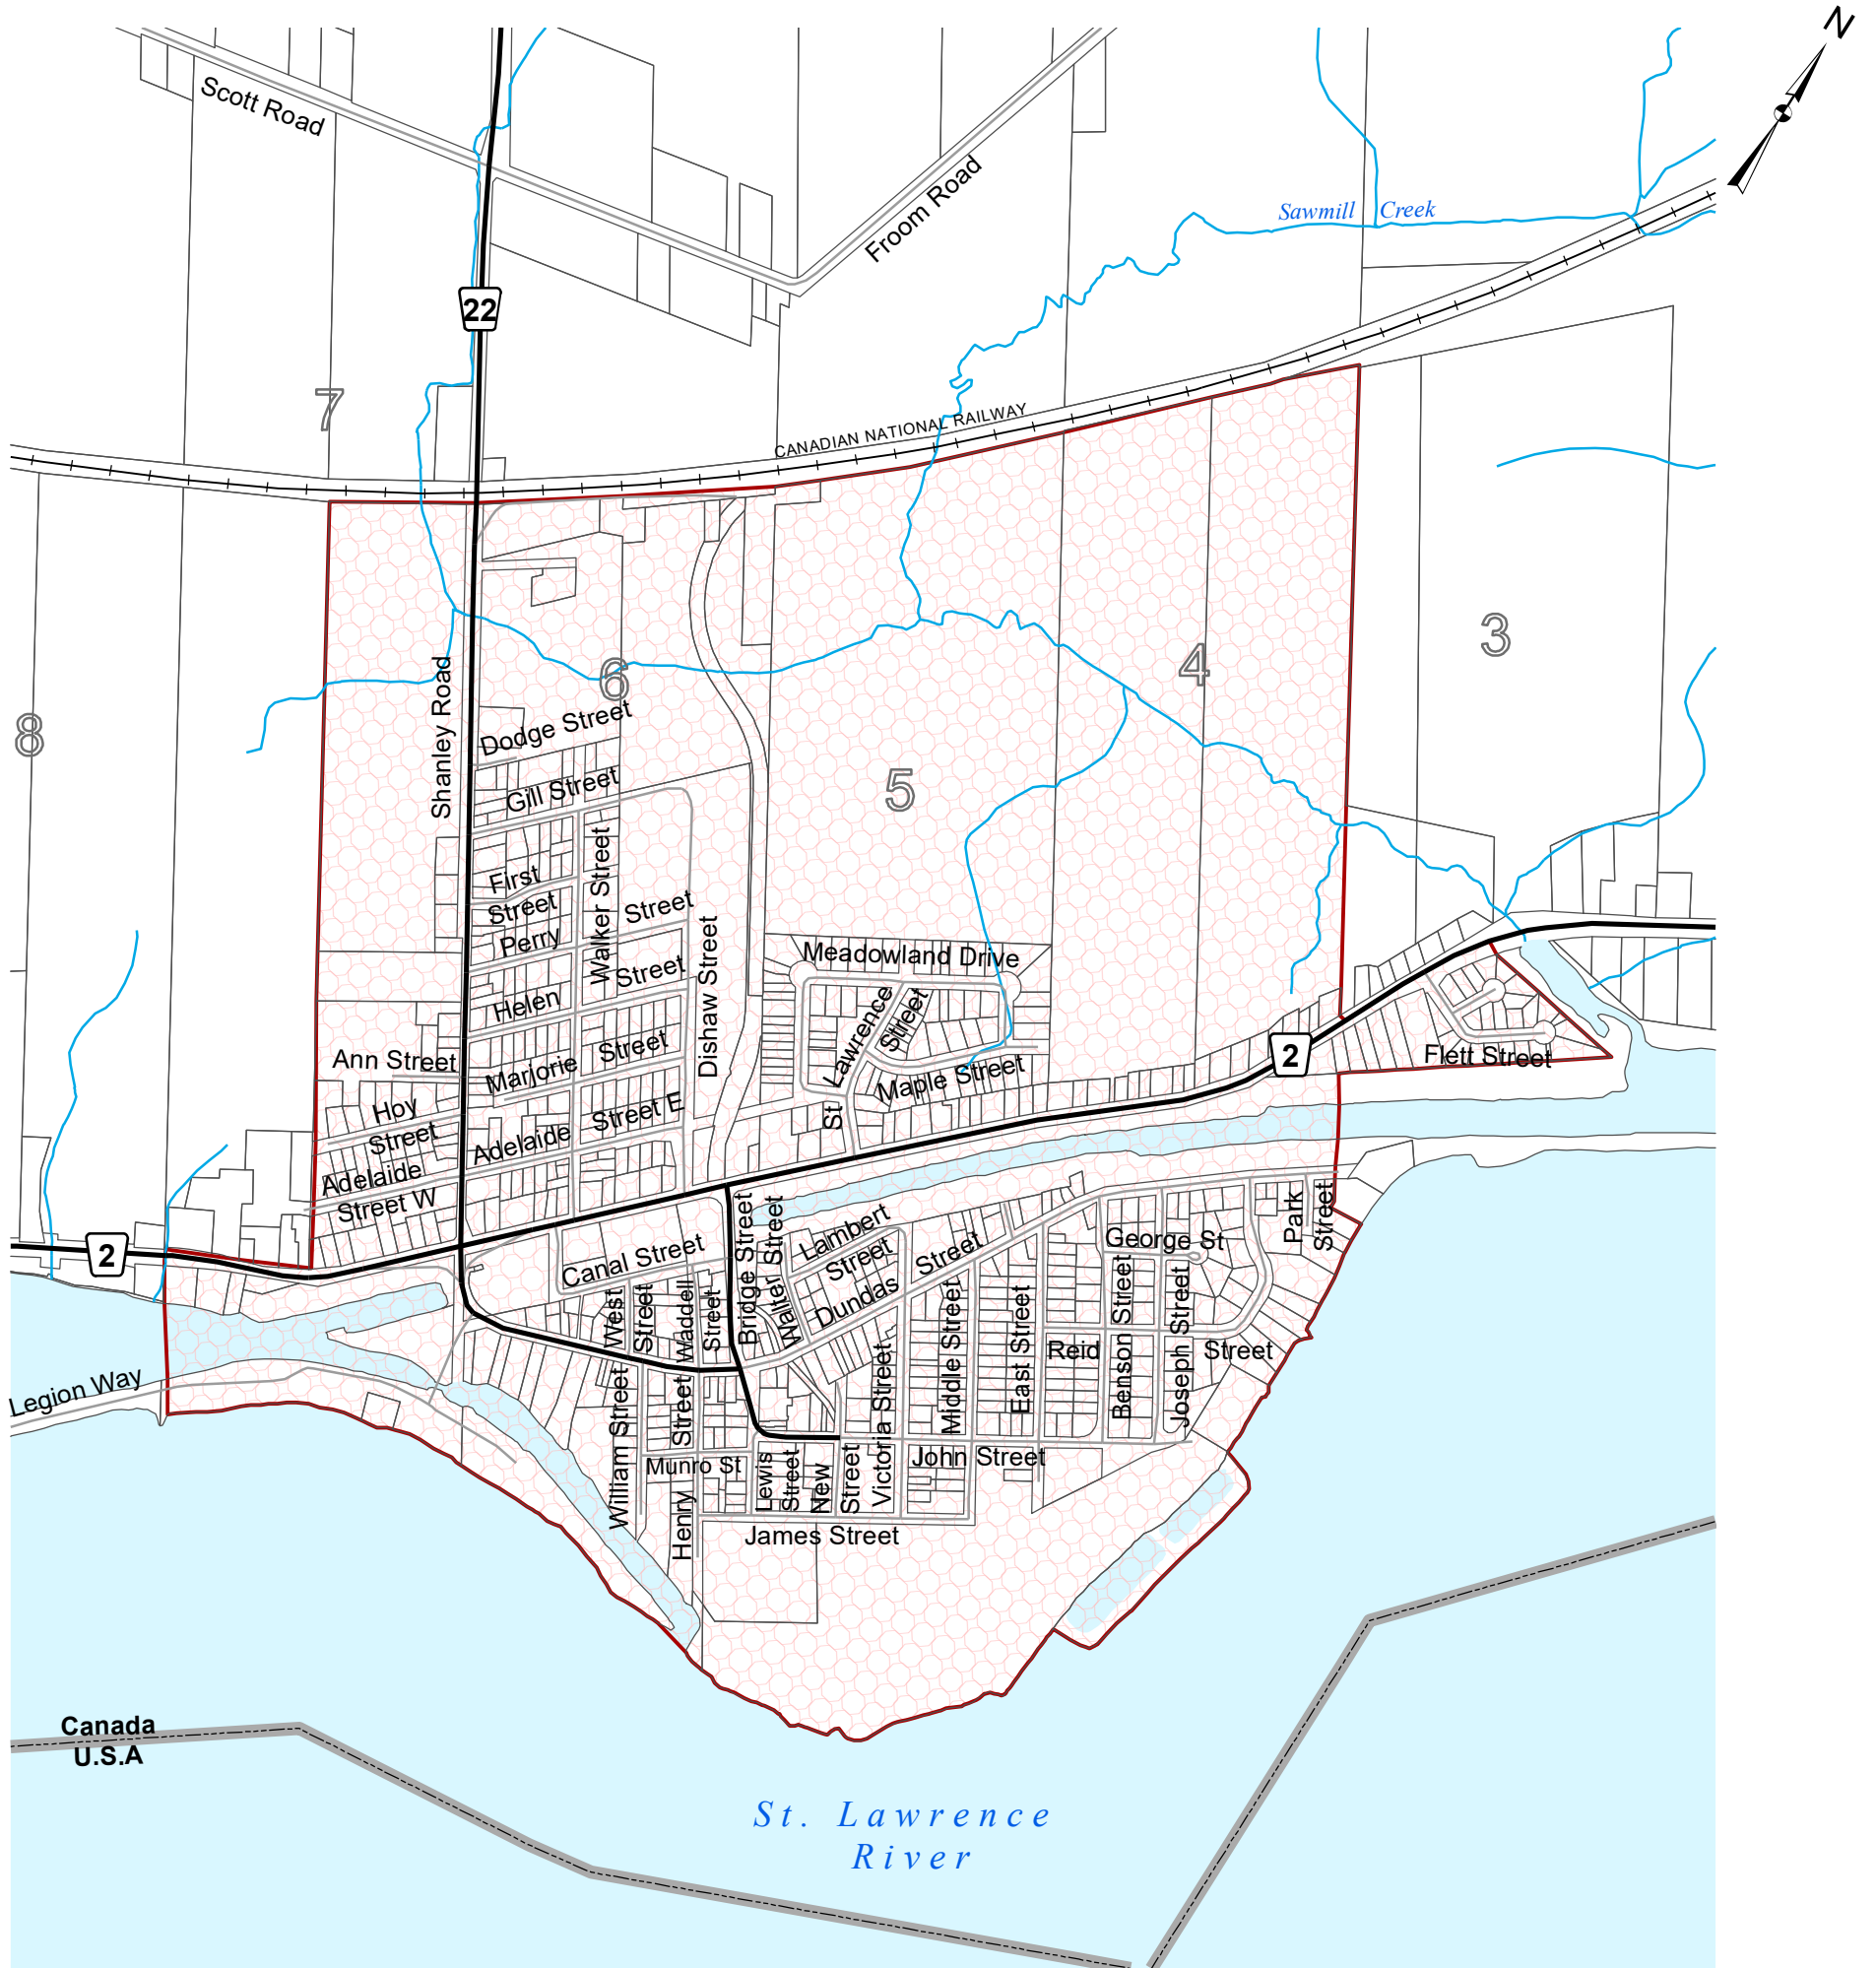 N
Scott Road
Froom Road
Sawmill Creek
22
7
CANADIAN NATIONAL RAILWAY
3
4
6
8
Shanley Road
Dodge Street
5
Gill Street
First
Street
Walker Street
Perry Street
Helen Street
Dishaw Street
Meadowland Drive
Lawrence
Street
Ann Street
Marjorie Street
Maple Street
2
Flett Street
Hoy
Street
Adelaide Street E
St
Adelaide
Street W
2
Canal Street
Bridge Street
Walter Street
Lambert
Street
Dundas Street
George St
Park
Street
West
Street
Waddell
Street
Middle Street
East Street
Reid Street
Benson Street
Joseph Street
Legion Way
William Street
Henry Street
Munro St
Lewis
Street
New
Street
Victoria Street
John Street
James Street
Canada
U.S.A
St. Lawrence
River